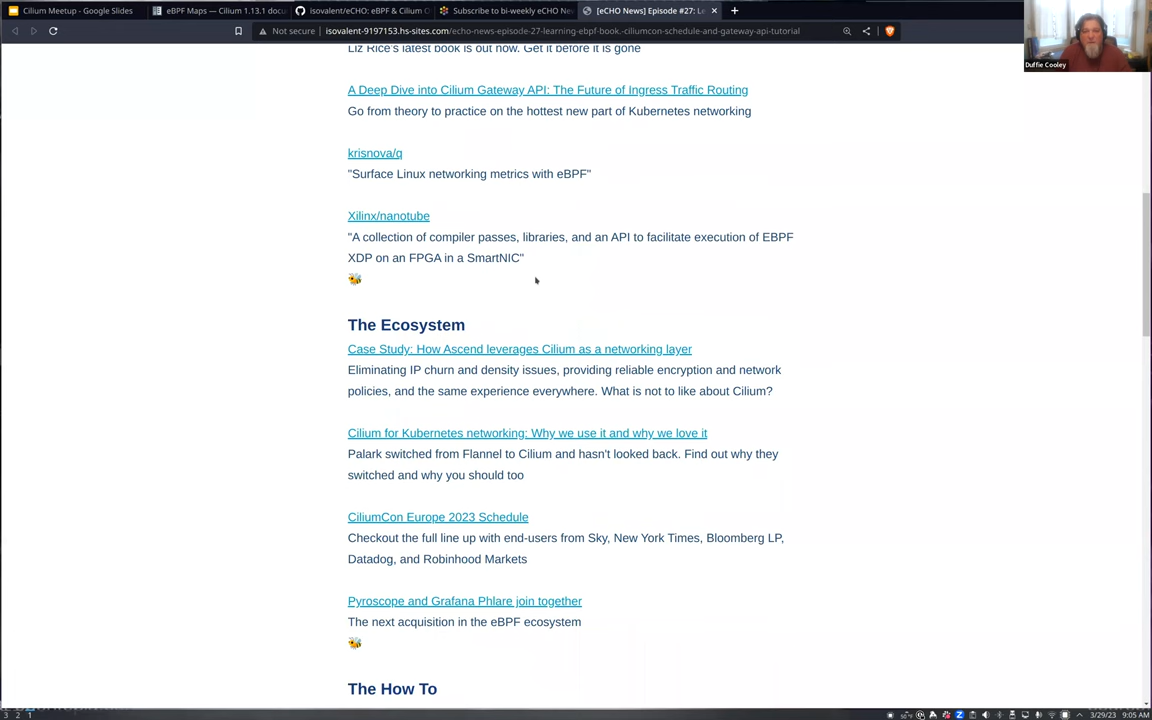 Cilium Meetup - Google Slides
eBPF Maps — Cilium 1.13.1 docu
isovalent/eCHO: eBPF & Cilium O
Subscribe to bi-weekly eCHO Ne
[eCHO News] Episode #27: Le
Not secure | isovalent-9197153.hs-sites.com/echo-news-episode-27-learning-ebpf-book.-ciliumcon-schedule-and-gateway-api-tutorial
Duffie Cooley
Liz Rice's latest book is out now. Get it before it is gone
A Deep Dive into Cilium Gateway API: The Future of Ingress Traffic Routing
Go from theory to practice on the hottest new part of Kubernetes networking
krisnova/q
"Surface Linux networking metrics with eBPF"
Xilinx/nanotube
"A collection of compiler passes, libraries, and an API to facilitate execution of EBPF
XDP on an FPGA in a SmartNIC"
The Ecosystem
Case Study: How Ascend leverages Cilium as a networking layer
Eliminating IP churn and density issues, providing reliable encryption and network
policies, and the same experience everywhere. What is not to like about Cilium?
Cilium for Kubernetes networking: Why we use it and why we love it
Palark switched from Flannel to Cilium and hasn't looked back. Find out why they
switched and why you should too
CiliumCon Europe 2023 Schedule
Checkout the full line up with end-users from Sky, New York Times, Bloomberg LP,
Datadog, and Robinhood Markets
Pyroscope and Grafana Phlare join together
The next acquisition in the eBPF ecosystem
The How To
3 2 1
3/29/23 9:05 AM